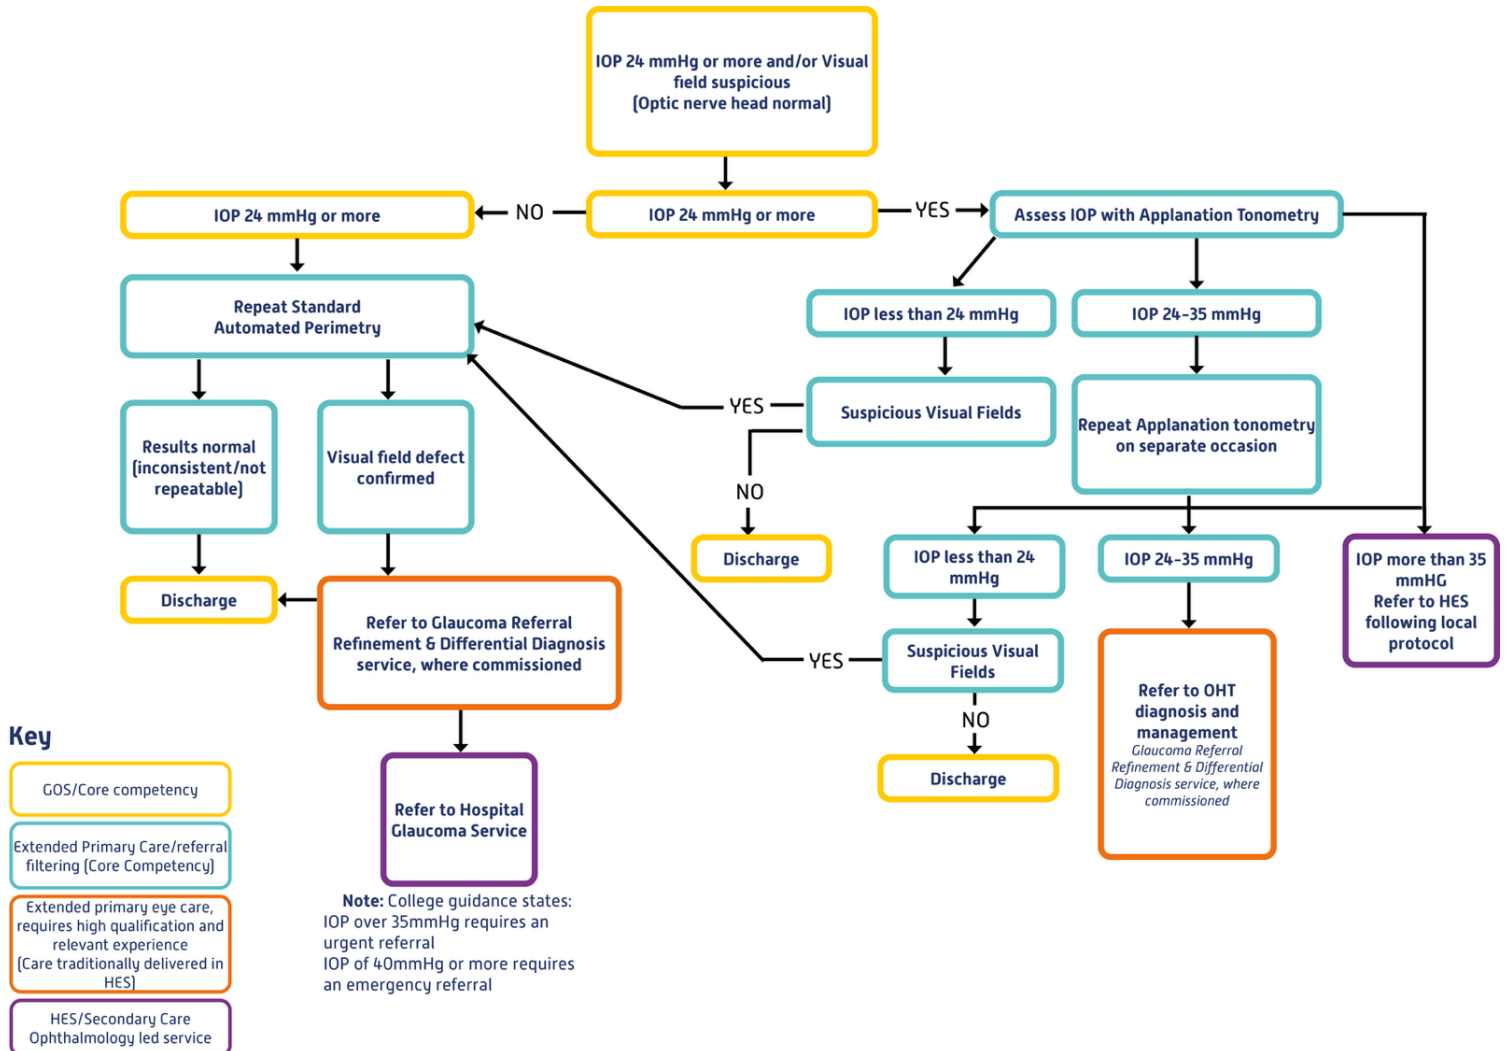 IOP 24 mmHg or more and/or Visual
field suspicious
(Optic nerve head normal)
IOP 24 mmHg or more
NO
IOP 24 mmHg or more
YES
Assess IOP with Applanation Tonometry
Repeat Standard
Automated Perimetry
IOP less than 24 mmHg
IOP 24-35 mmHg
Results normal
(inconsistent/not
repeatable)
Visual field defect
confirmed
YES
Suspicious Visual Fields
NO
Repeat Applanation tonometry
on separate occasion
Discharge
IOP less than 24
mmHg
IOP 24-35 mmHg
IOP more than 35
mmHG
Refer to HES
following local
protocol
Discharge
Refer to Glaucoma Referral
Refinement & Differential Diagnosis
service, where commissioned
YES
Suspicious Visual
Fields
NO
Discharge
Refer to OHT
diagnosis and
management
Glaucoma Referral
Refinement & Differential
Diagnosis service, where
commissioned
Refer to Hospital
Glaucoma Service
Note: College guidance states:
IOP over 35mmHg requires an
urgent referral
IOP of 40mmHg or more requires
an emergency referral
Key
GOS/Core competency
Extended Primary Care/referral
filtering (Core Competency)
Extended primary eye care,
requires high qualification and
relevant experience
(Care traditionally delivered in
HES)
HES/Secondary Care
Ophthalmology led service